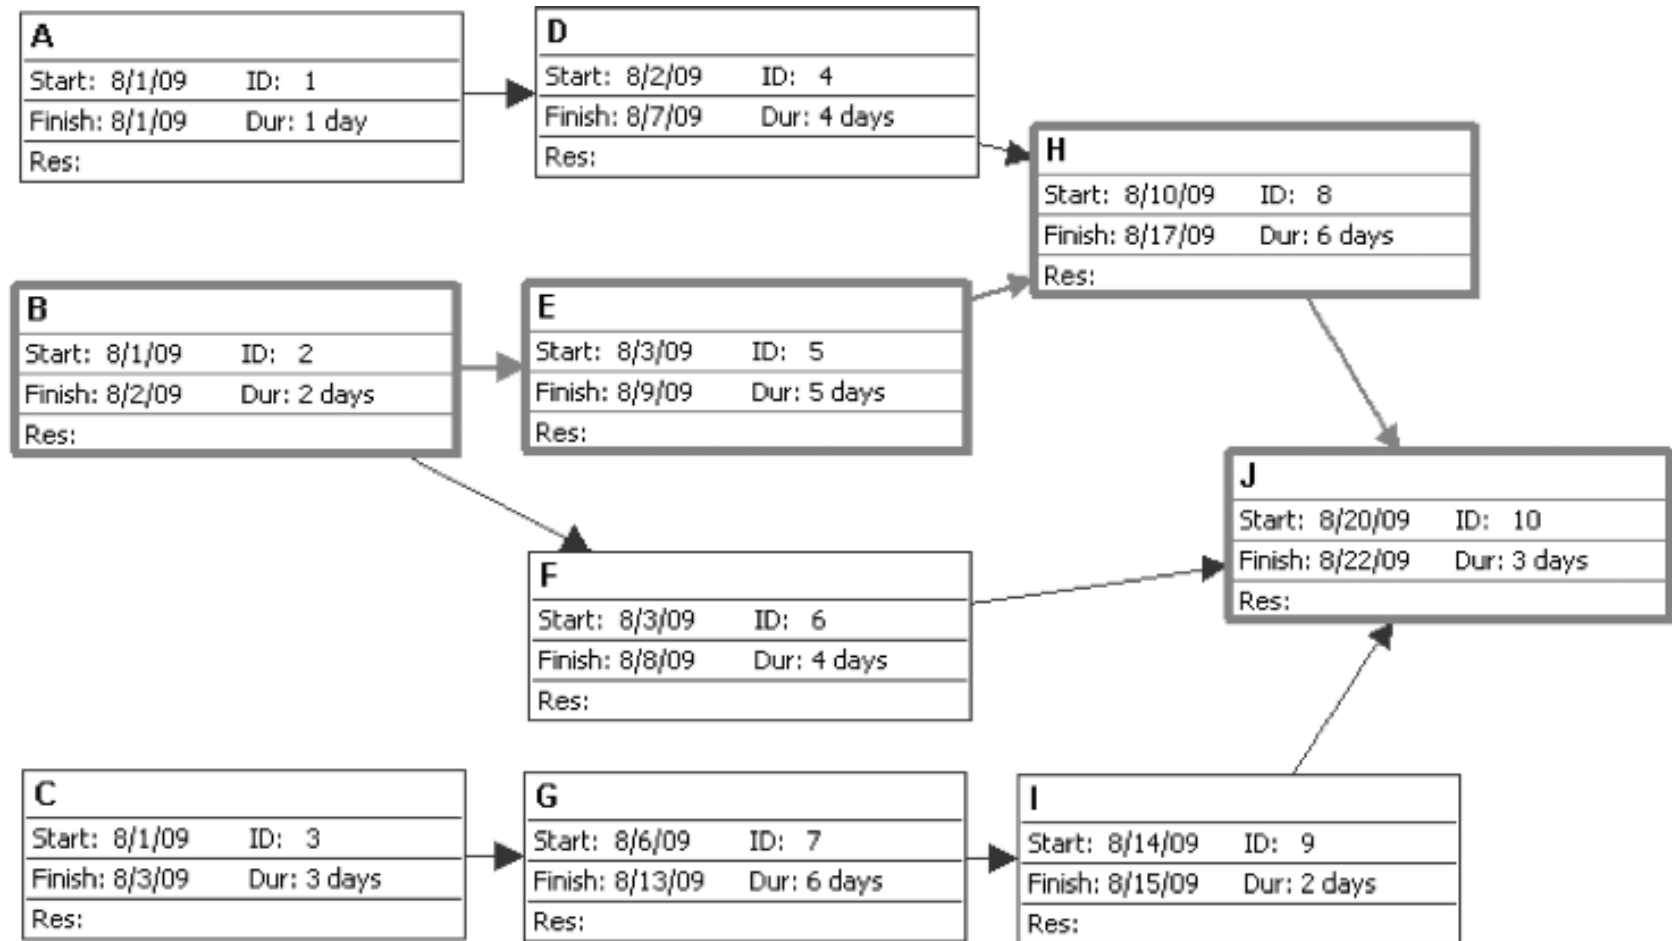 A
Start: 8/1/09 ID: 1
Finish: 8/1/09 Dur: 1 day
Res:
D
Start: 8/2/09 ID: 4
Finish: 8/7/09 Dur: 4 days
Res:
H
Start: 8/10/09 ID: 8
Finish: 8/17/09 Dur: 6 days
Res:
B
Start: 8/1/09 ID: 2
Finish: 8/2/09 Dur: 2 days
Res:
E
Start: 8/3/09 ID: 5
Finish: 8/9/09 Dur: 5 days
Res:
J
Start: 8/20/09 ID: 10
Finish: 8/22/09 Dur: 3 days
Res:
F
Start: 8/3/09 ID: 6
Finish: 8/8/09 Dur: 4 days
Res:
C
Start: 8/1/09 ID: 3
Finish: 8/3/09 Dur: 3 days
Res:
G
Start: 8/6/09 ID: 7
Finish: 8/13/09 Dur: 6 days
Res:
I
Start: 8/14/09 ID: 9
Finish: 8/15/09 Dur: 2 days
Res: